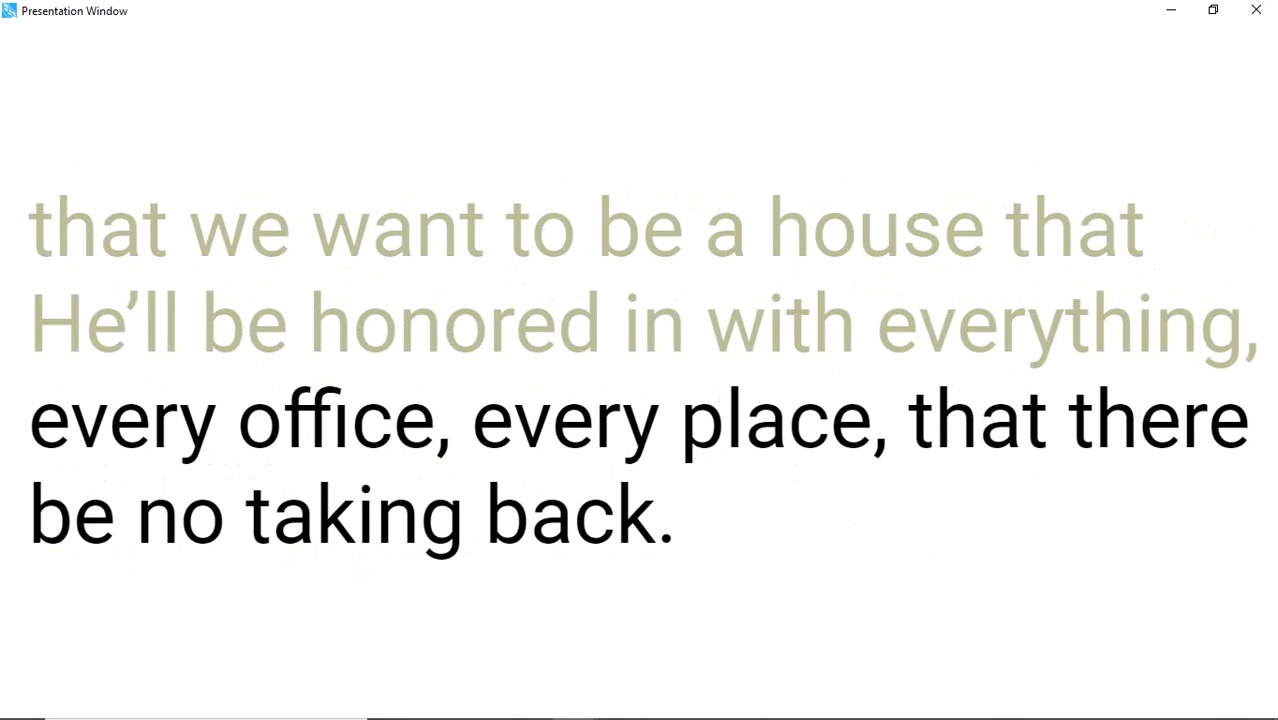 Presentation Window
that we want to be a house that
He’ll be honored in with everything,
every office, every place, that there
be no taking back.